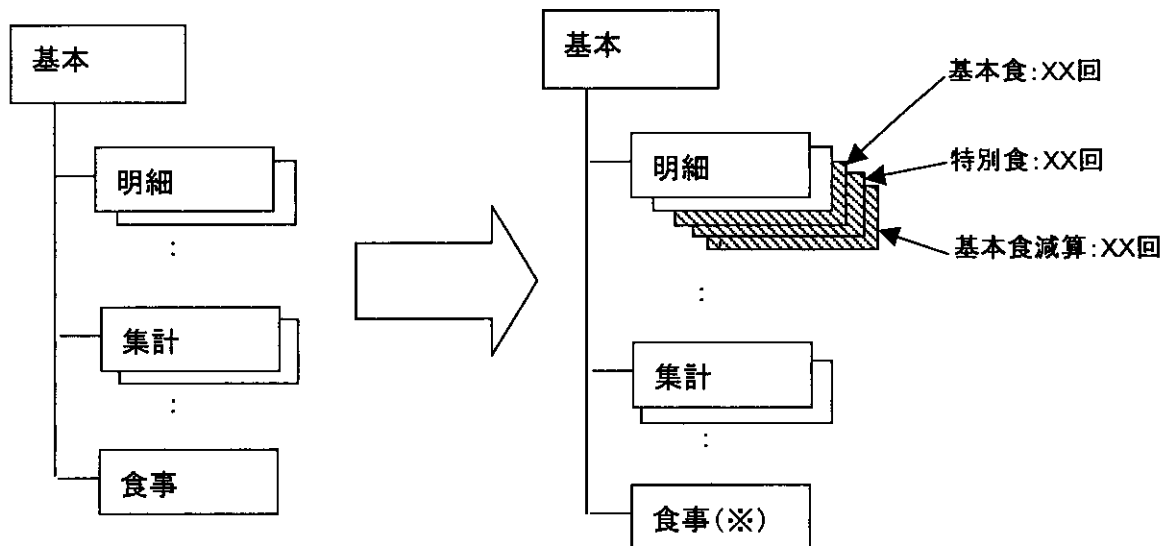 基本
明細
:
集計
:
食事
基本
明細
:
集計
:
食事(※)
基本食:XX回
特別食:XX回
基本食減算:XX回